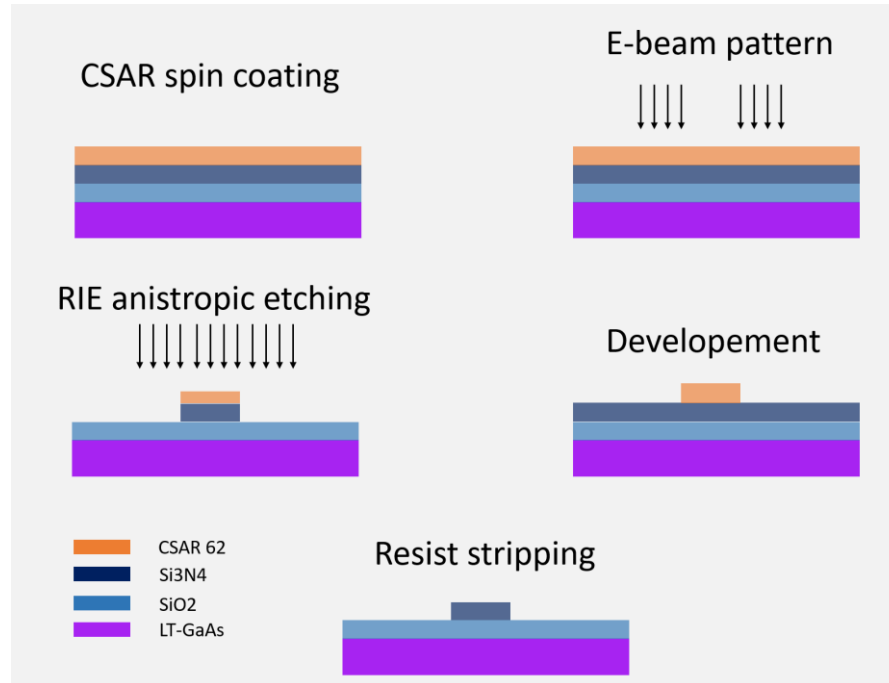 CSAR spin coating
E-beam pattern
RIE anistropic etching
Developement
Resist stripping
CSAR 62
Si3N4
SiO2
LT-GaAs